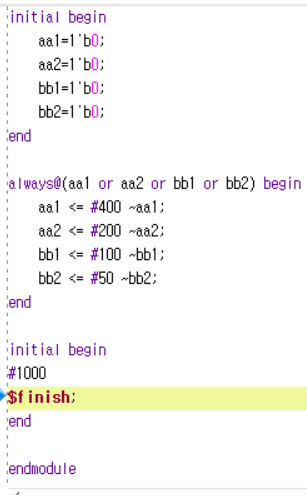 initial begin
aa1=1'b0;
aa2=1'b0;
bb1=1'b0;
bb2=1'b0;
end
always@(aa1 or aa2 or bb1 or bb2) begin
aa1 <= #400 ~aa1;
aa2 <= #200 ~aa2;
bb1 <= #100 ~bb1;
bb2 <= #50 ~bb2;
end
initial begin
#1000
$finish;
end
endmodule